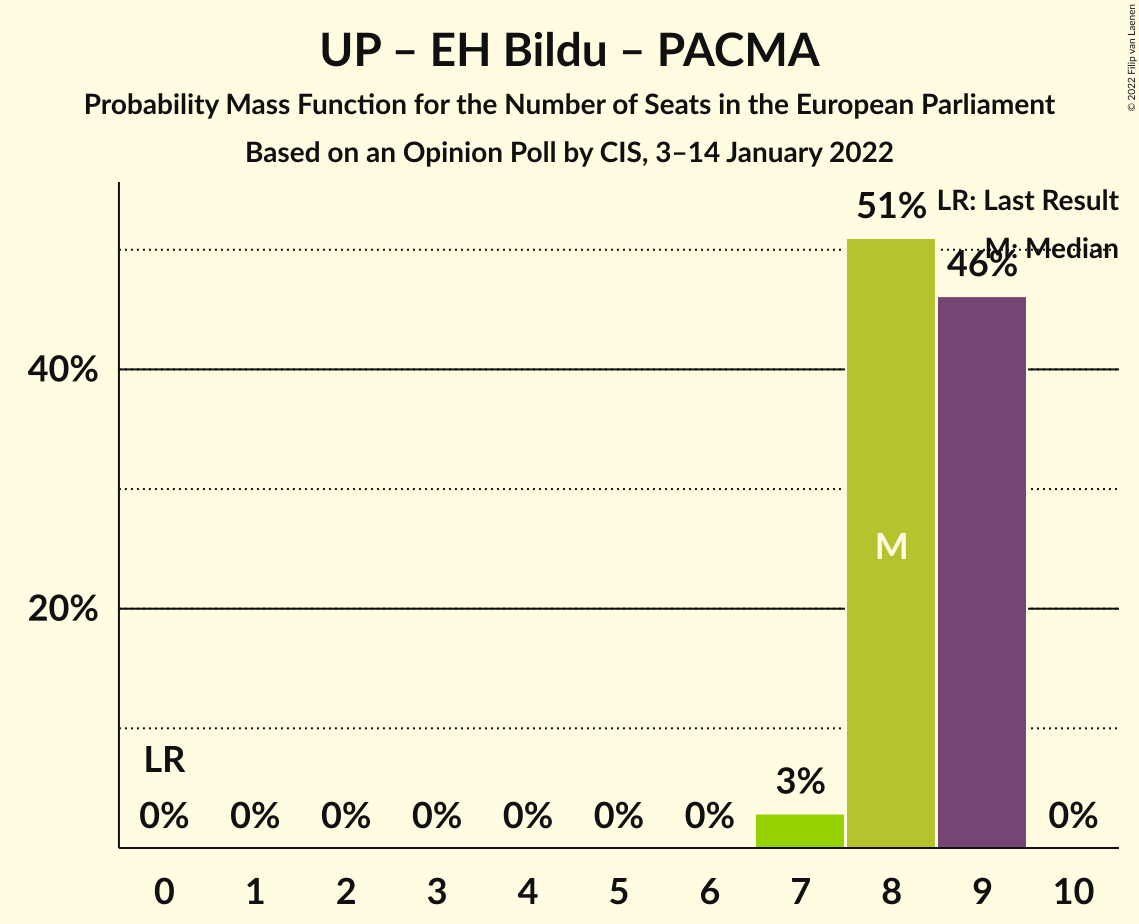 UP – EH Bildu – PACMA
Probability Mass Function for the Number of Seats in the European Parliament
Based on an Opinion Poll by CIS, 3–14 January 2022
© 2022 Filip van Laenen
LR: Last Result
M: Median
51%
46%
40%
20%
M
LR
3%
0% 0% 0% 0% 0% 0% 0% 0%
0 1 2 3 4 5 6 7 8 9 10